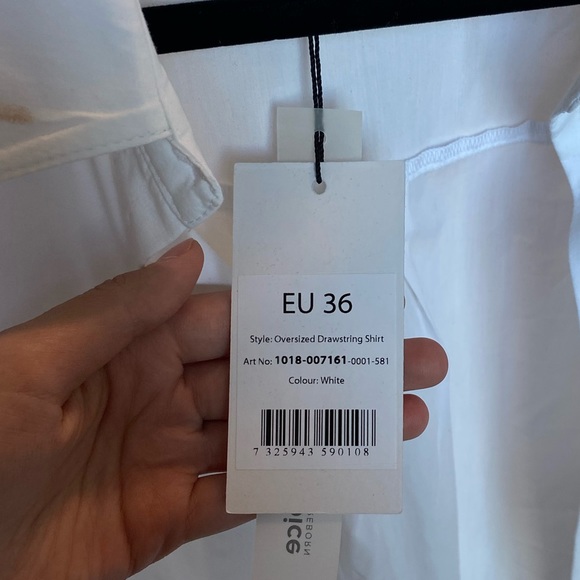 EU 36
Style: Oversized Drawstring Shirt
Art No: 1018-007161-0001-581
Colour: White
7 325943 590108